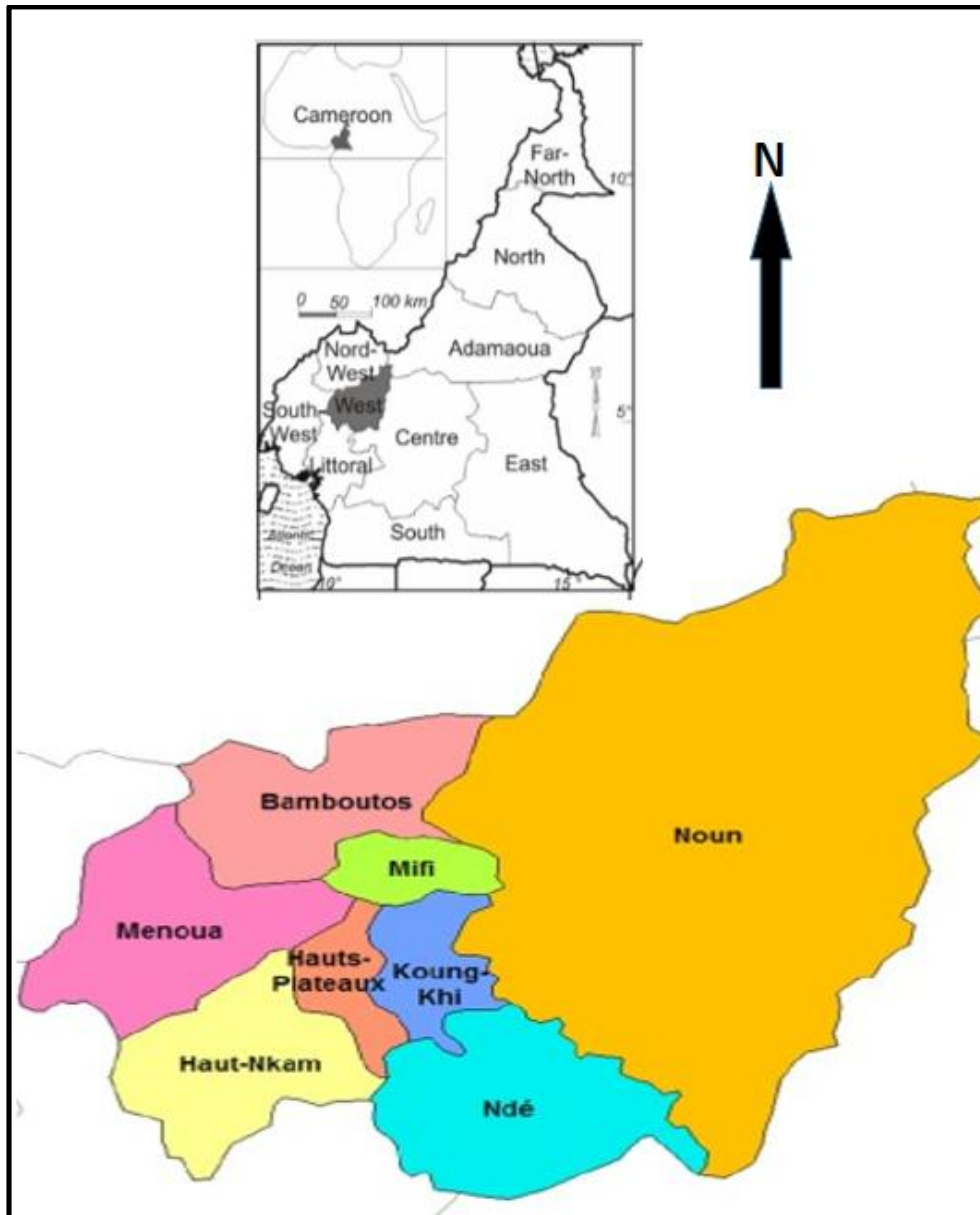 Cameroon
Far-
North
10°
N
North
0 50 100 km
Adamaoua
Nord-
West
South-
West
West
5°
Centre
Littoral
East
South
Atlantic
Ocean
10°
15°
Bamboutos
Noun
Mifi
Menoua
Hauts-
Plateaux
Koung-
Khi
Haut-Nkam
Ndé